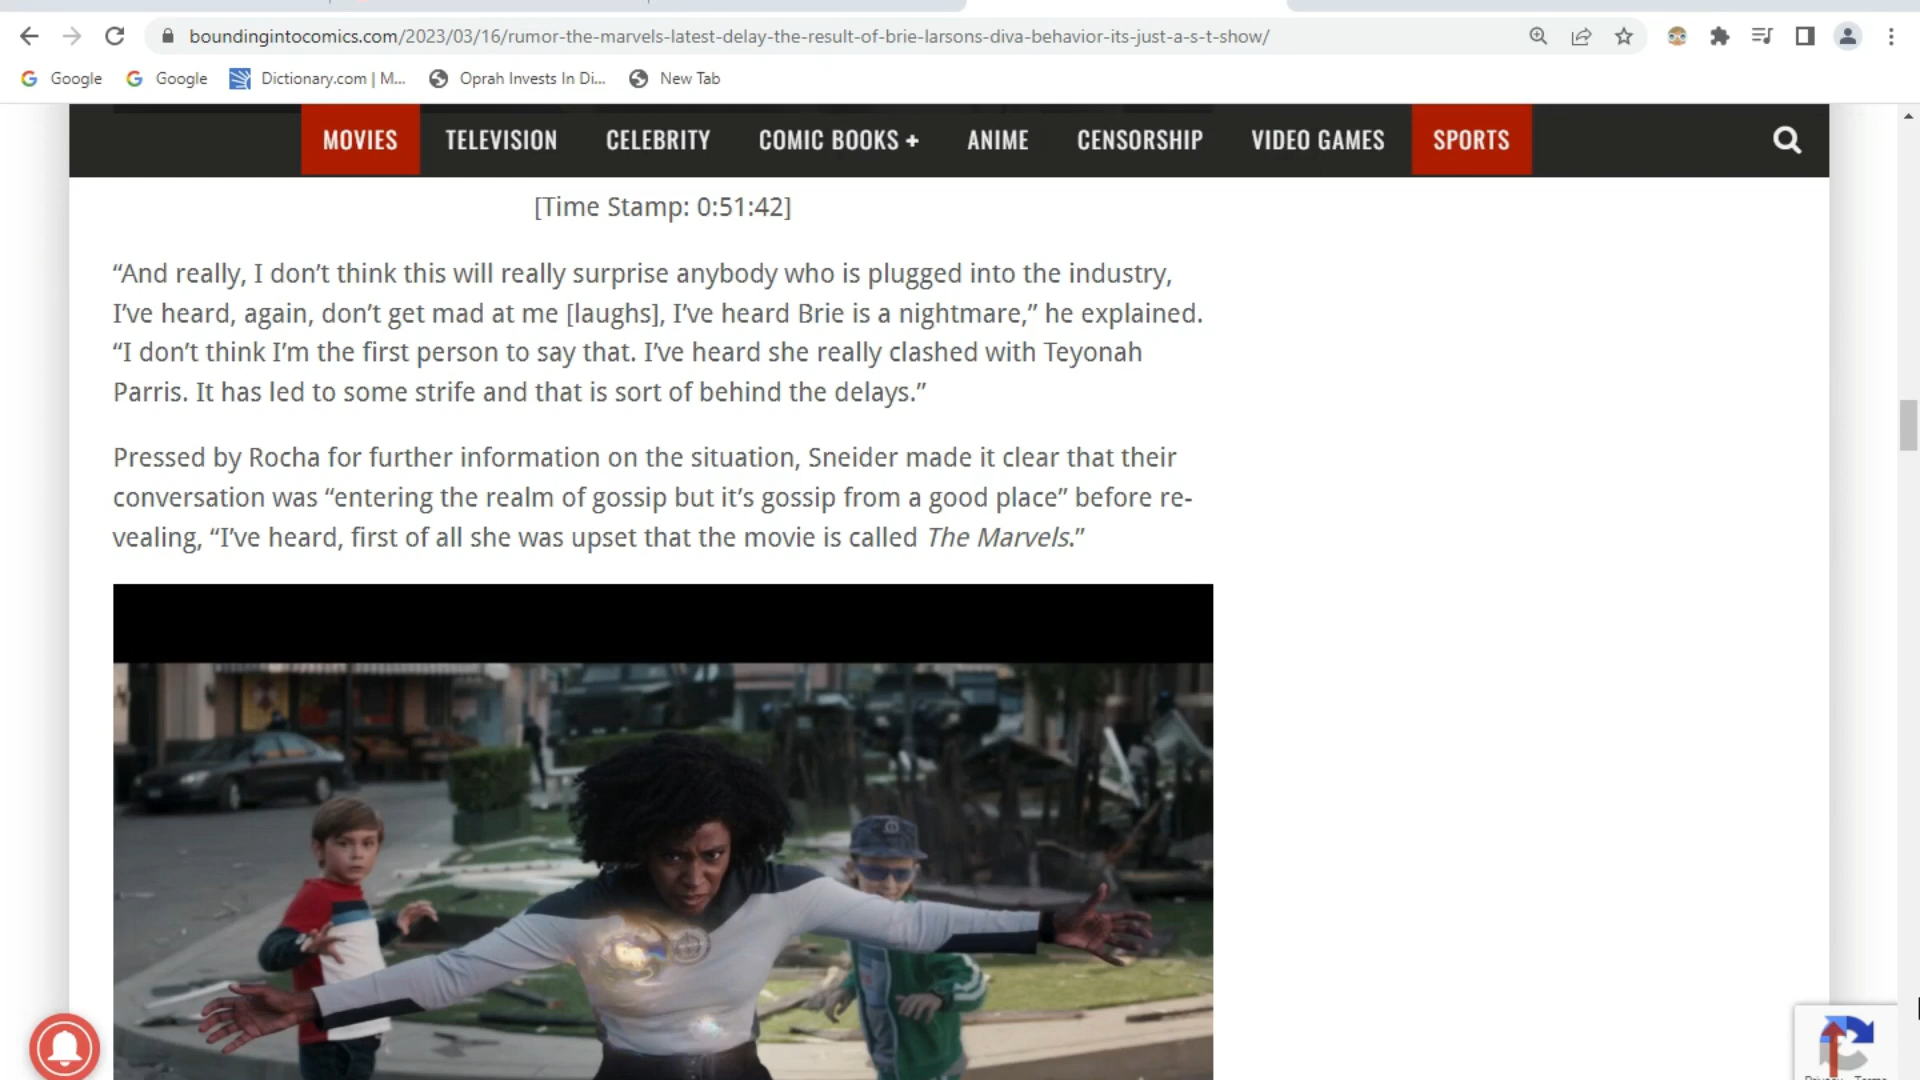 boundingintocomics.com/2023/03/16/rumor-the-marvels-latest-delay-the-result-of-brie-larsons-diva-behavior-its-just-a-s-t-show/
Google Google Dictionary.com | M... Oprah Invests In Di... New Tab
MOVIES TELEVISION CELEBRITY COMIC BOOKS + ANIME CENSORSHIP VIDEO GAMES SPORTS
[Time Stamp: 0:51:42]
“And really, I don’t think this will really surprise anybody who is plugged into the industry,
I’ve heard, again, don’t get mad at me [laughs], I’ve heard Brie is a nightmare,” he explained.
“I don’t think I’m the first person to say that. I’ve heard she really clashed with Teyonah
Parris. It has led to some strife and that is sort of behind the delays.”
Pressed by Rocha for further information on the situation, Sneider made it clear that their
conversation was “entering the realm of gossip but it’s gossip from a good place” before re-
vealing, “I’ve heard, first of all she was upset that the movie is called The Marvels.”